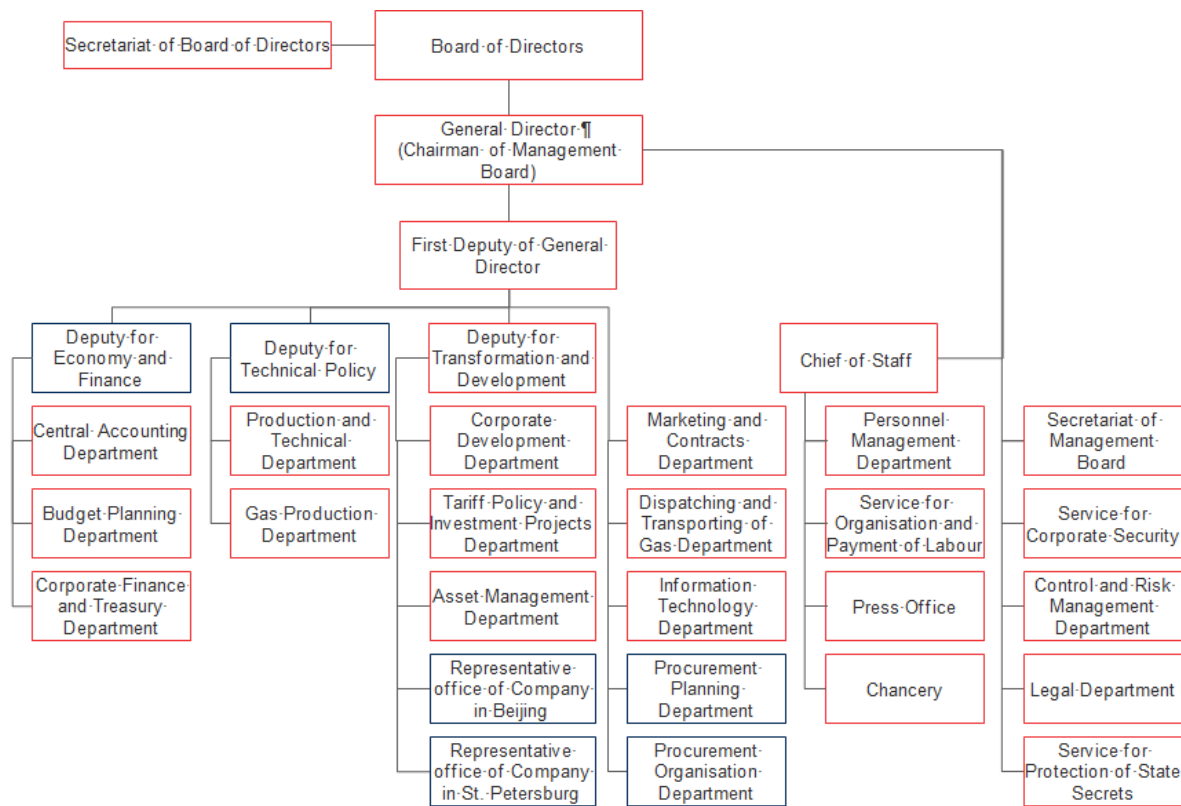 Secretariat·of·Board·of·Directors
Board·of·Directors
General·Director·¶
(Chairman·of·Management·
Board)
First·Deputy·of·General·
Director
Deputy·for·
Economy·and·
Finance
Deputy·for·
Technical·Policy
Deputy·for·
Transformation·and·
Development
Chief·of·Staff
Central·Accounting·
Department
Production·and·
Technical·
Department
Corporate·
Development·
Department
Marketing·and·
Contracts·
Department
Personnel·
Management·
Department
Secretariat·of·
Management·
Board
Budget·Planning·
Department
Gas·Production·
Department
Tariff·Policy·and·
Investment·Projects·
Department
Dispatching·and·
Transporting·of·
Gas·Department
Service·for·
Organisation·and·
Payment·of·Labour
Service·for·
Corporate·Security
Corporate·Finance·
and·Treasury·
Department
Asset·Management·
Department
Information·
Technology·
Department
Press·Office
Control·and·Risk·
Management·
Department
Representative·
office·of·Company·
in·Beijing
Procurement·
Planning·
Department
Chancery
Legal·Department
Representative·
office·of·Company·
in·St.·Petersburg
Procurement·
Organisation·
Department
Service·for·
Protection·of·State·
Secrets